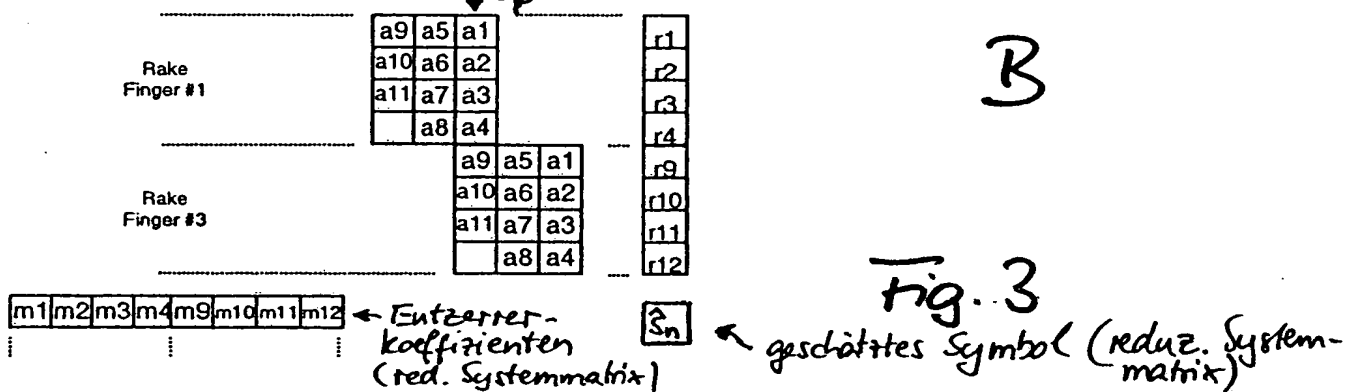 a9 a5 a1 r1
B
Rake a10 a6 a2 r2
Finger #1 a11 a7 a3 r3
a8 a4 r4
a9 a5 a1 r9
Rake a10 a6 a2 r10
Finger #3 a11 a7 a3 r11
a8 a4 r12
Fig. 3
m1 m2 m3 m4 m9 m10 m11 m12 ← Entzerrer-
koeffizienten
(red. Systemmatrix)
ŝn ← geschätztes Symbol (reduz. System-
matrix)